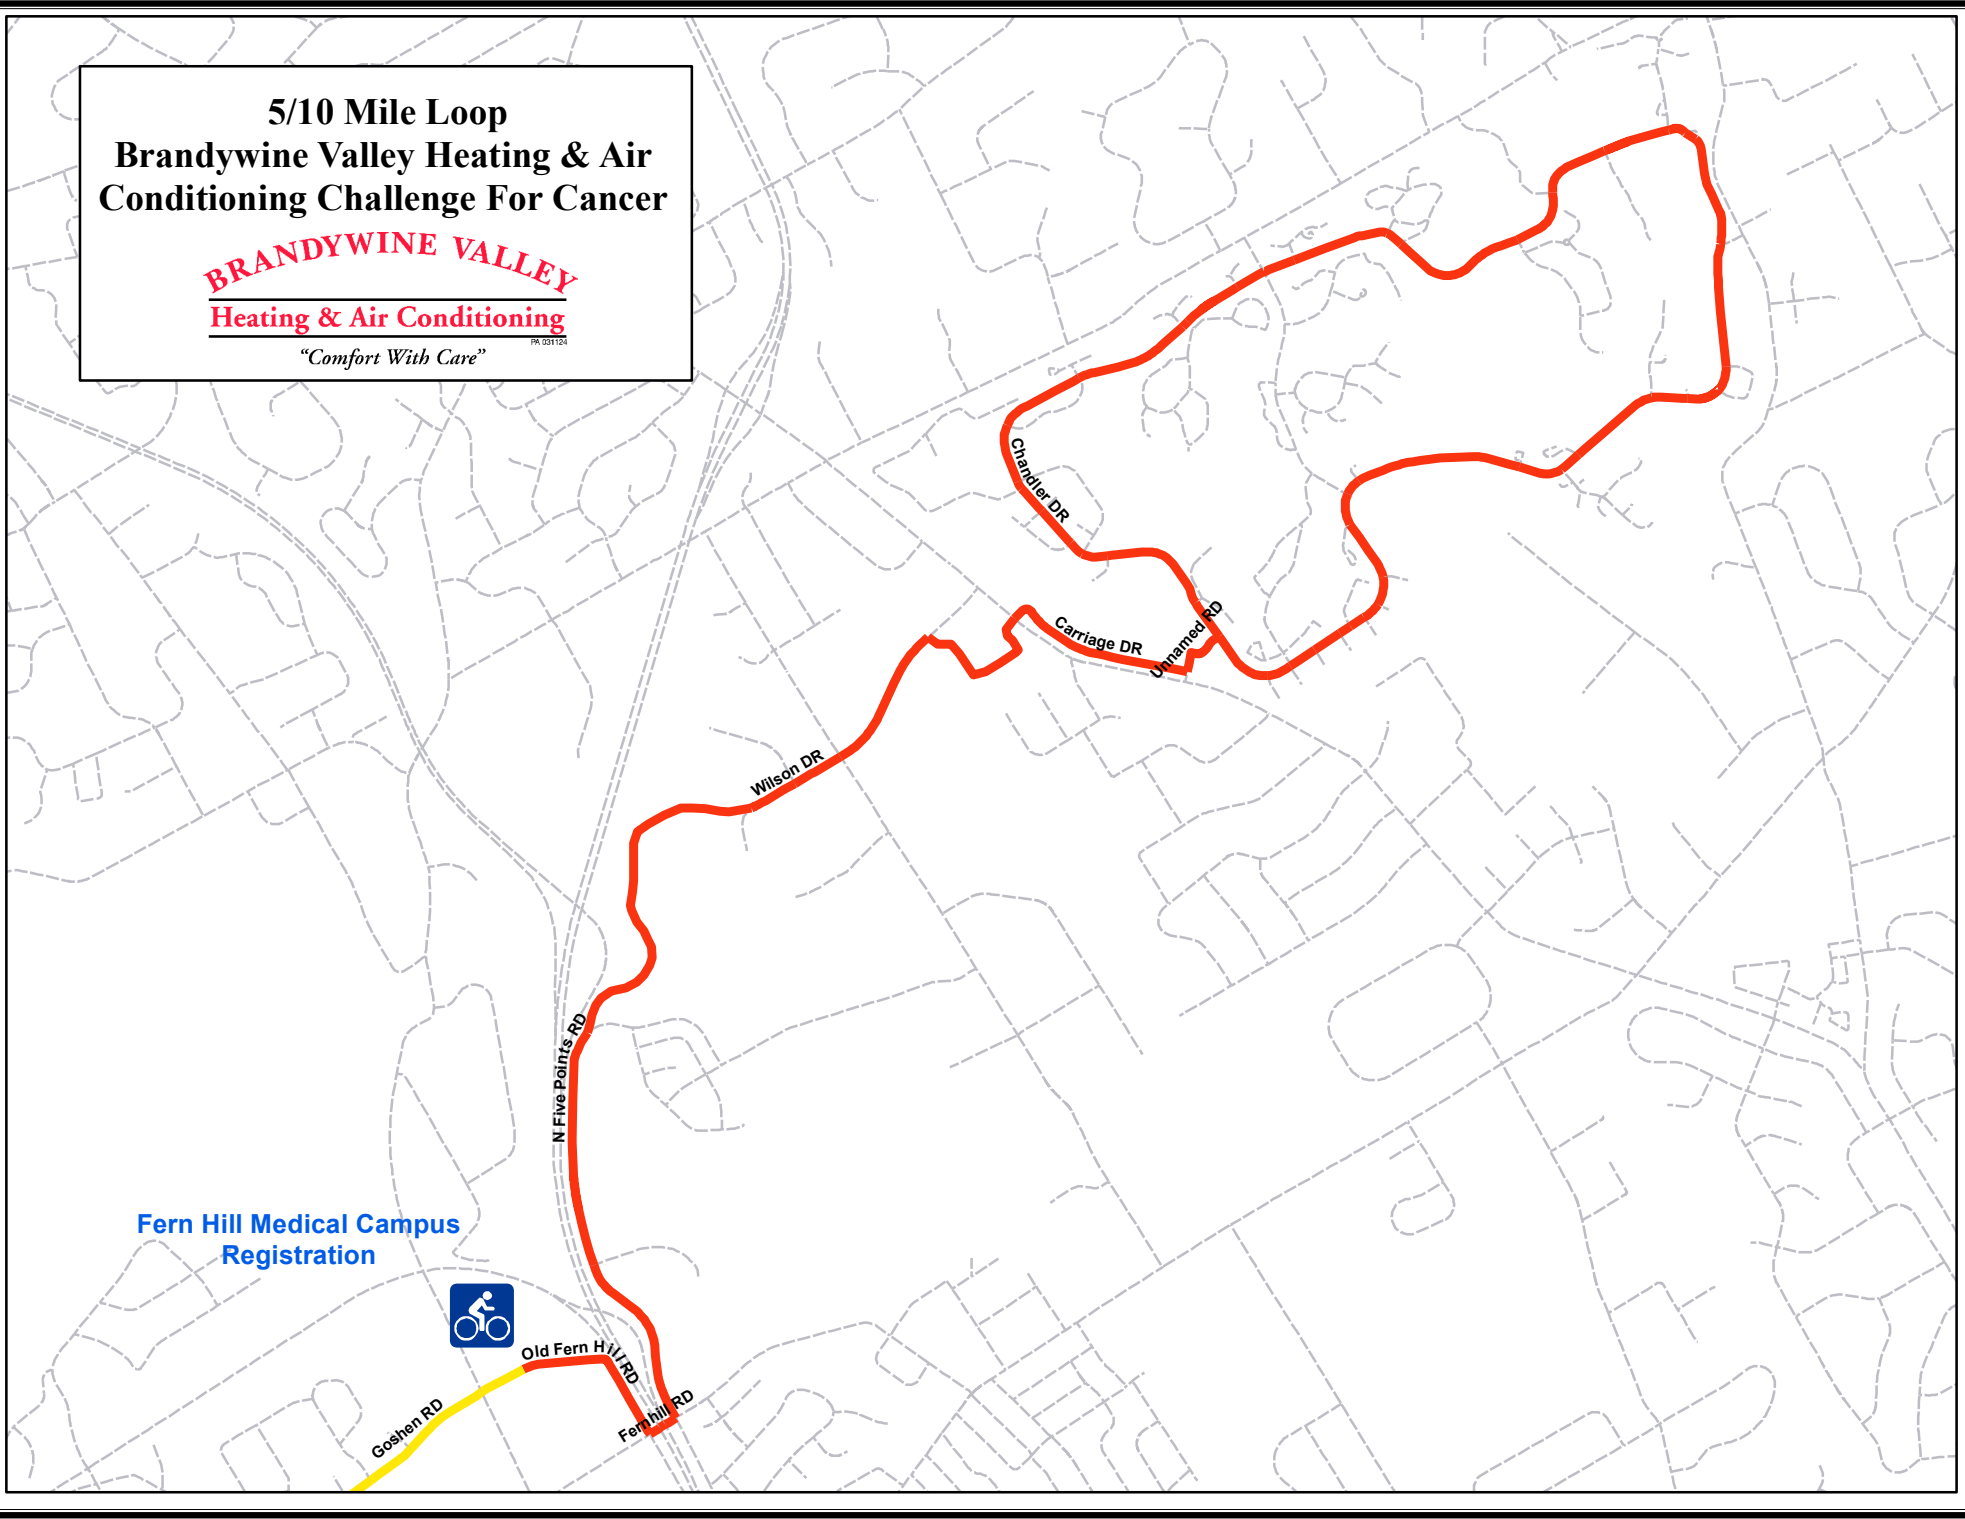 5/10 Mile Loop
Brandywine Valley Heating & Air
Conditioning Challenge For Cancer
BRANDYWINE VALLEY
Heating & Air Conditioning
PA 031124
“Comfort With Care”
Chandler DR
Unnamed RD
Carriage DR
Wilson DR
N Five Points RD
Fern Hill Medical Campus
Registration
Old Fern Hill RD
Fernhill RD
Goshen RD